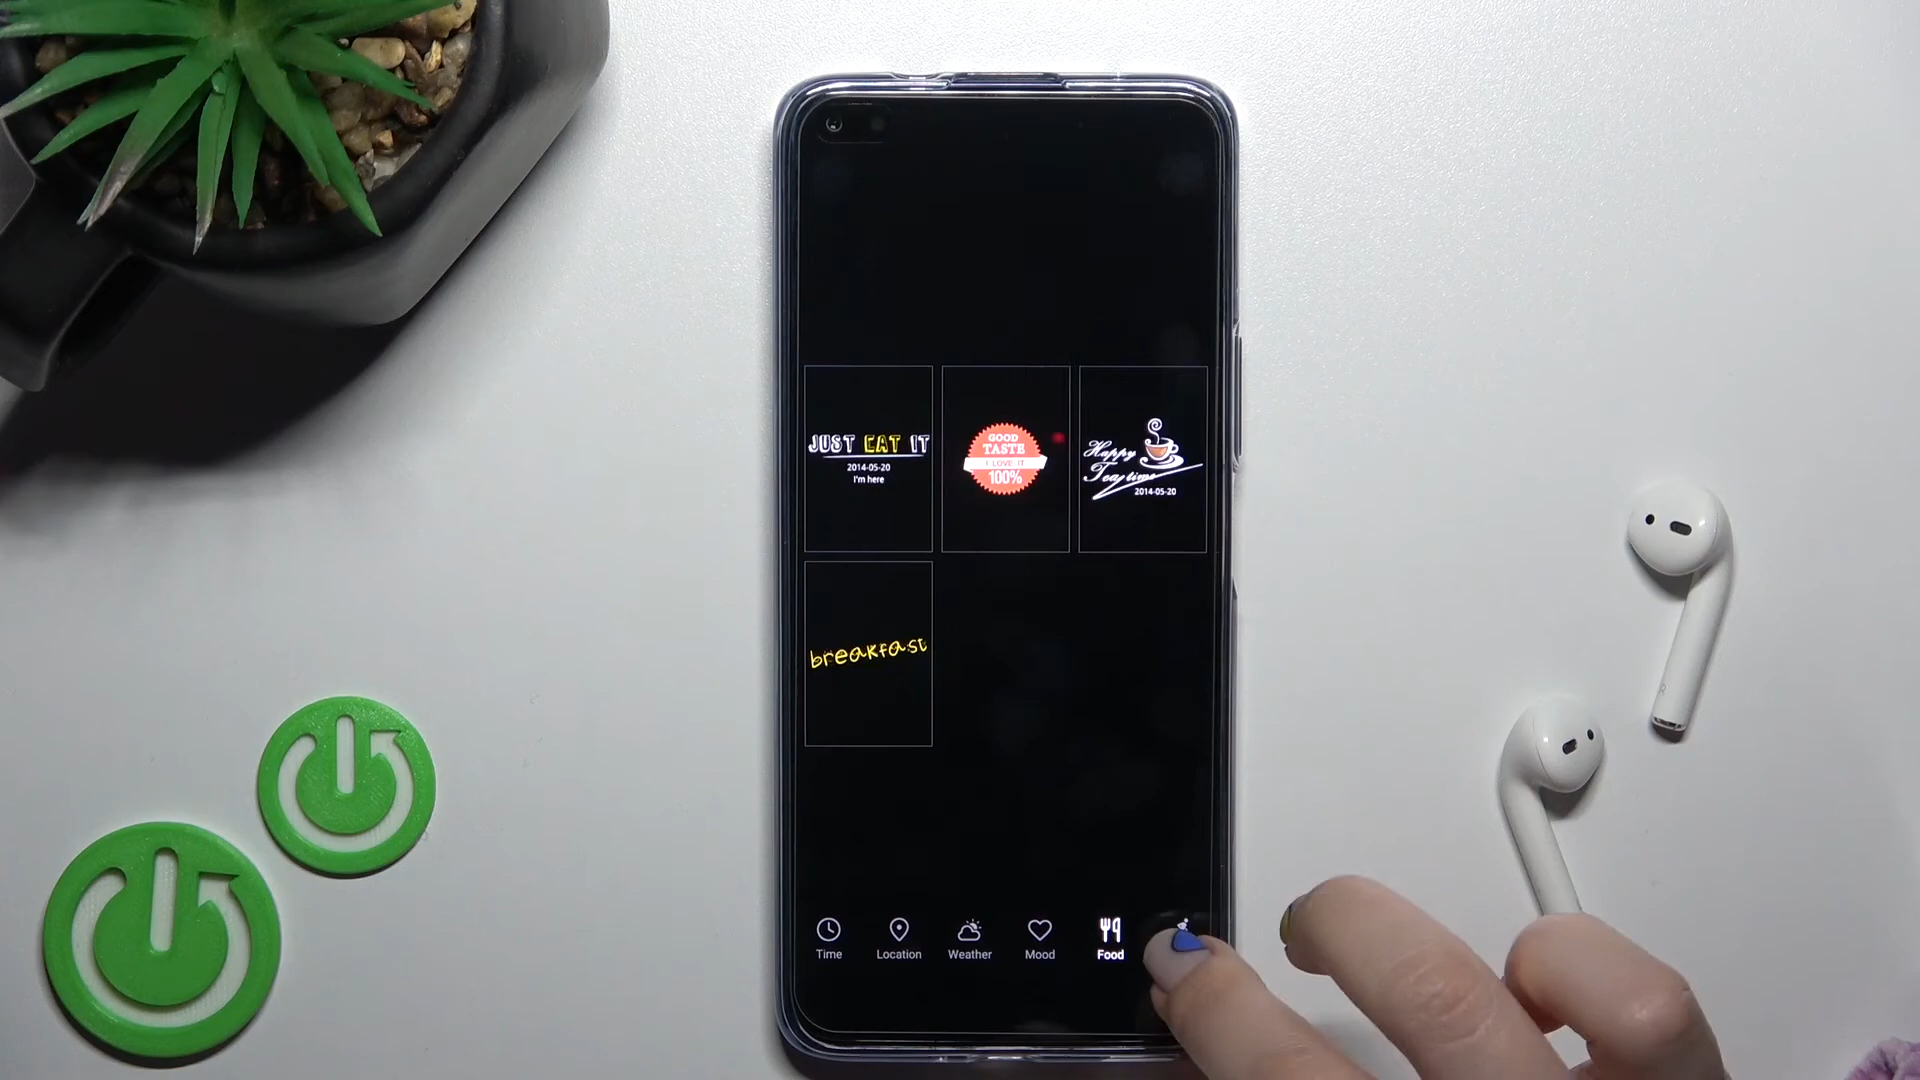 JUST EAT IT
2014-05-20
I'm here
GOOD
TASTE
I LOVE IT
100%
Happy
Tea time
2014-05-20
breakfast
Time
Location
Weather
Mood
Food